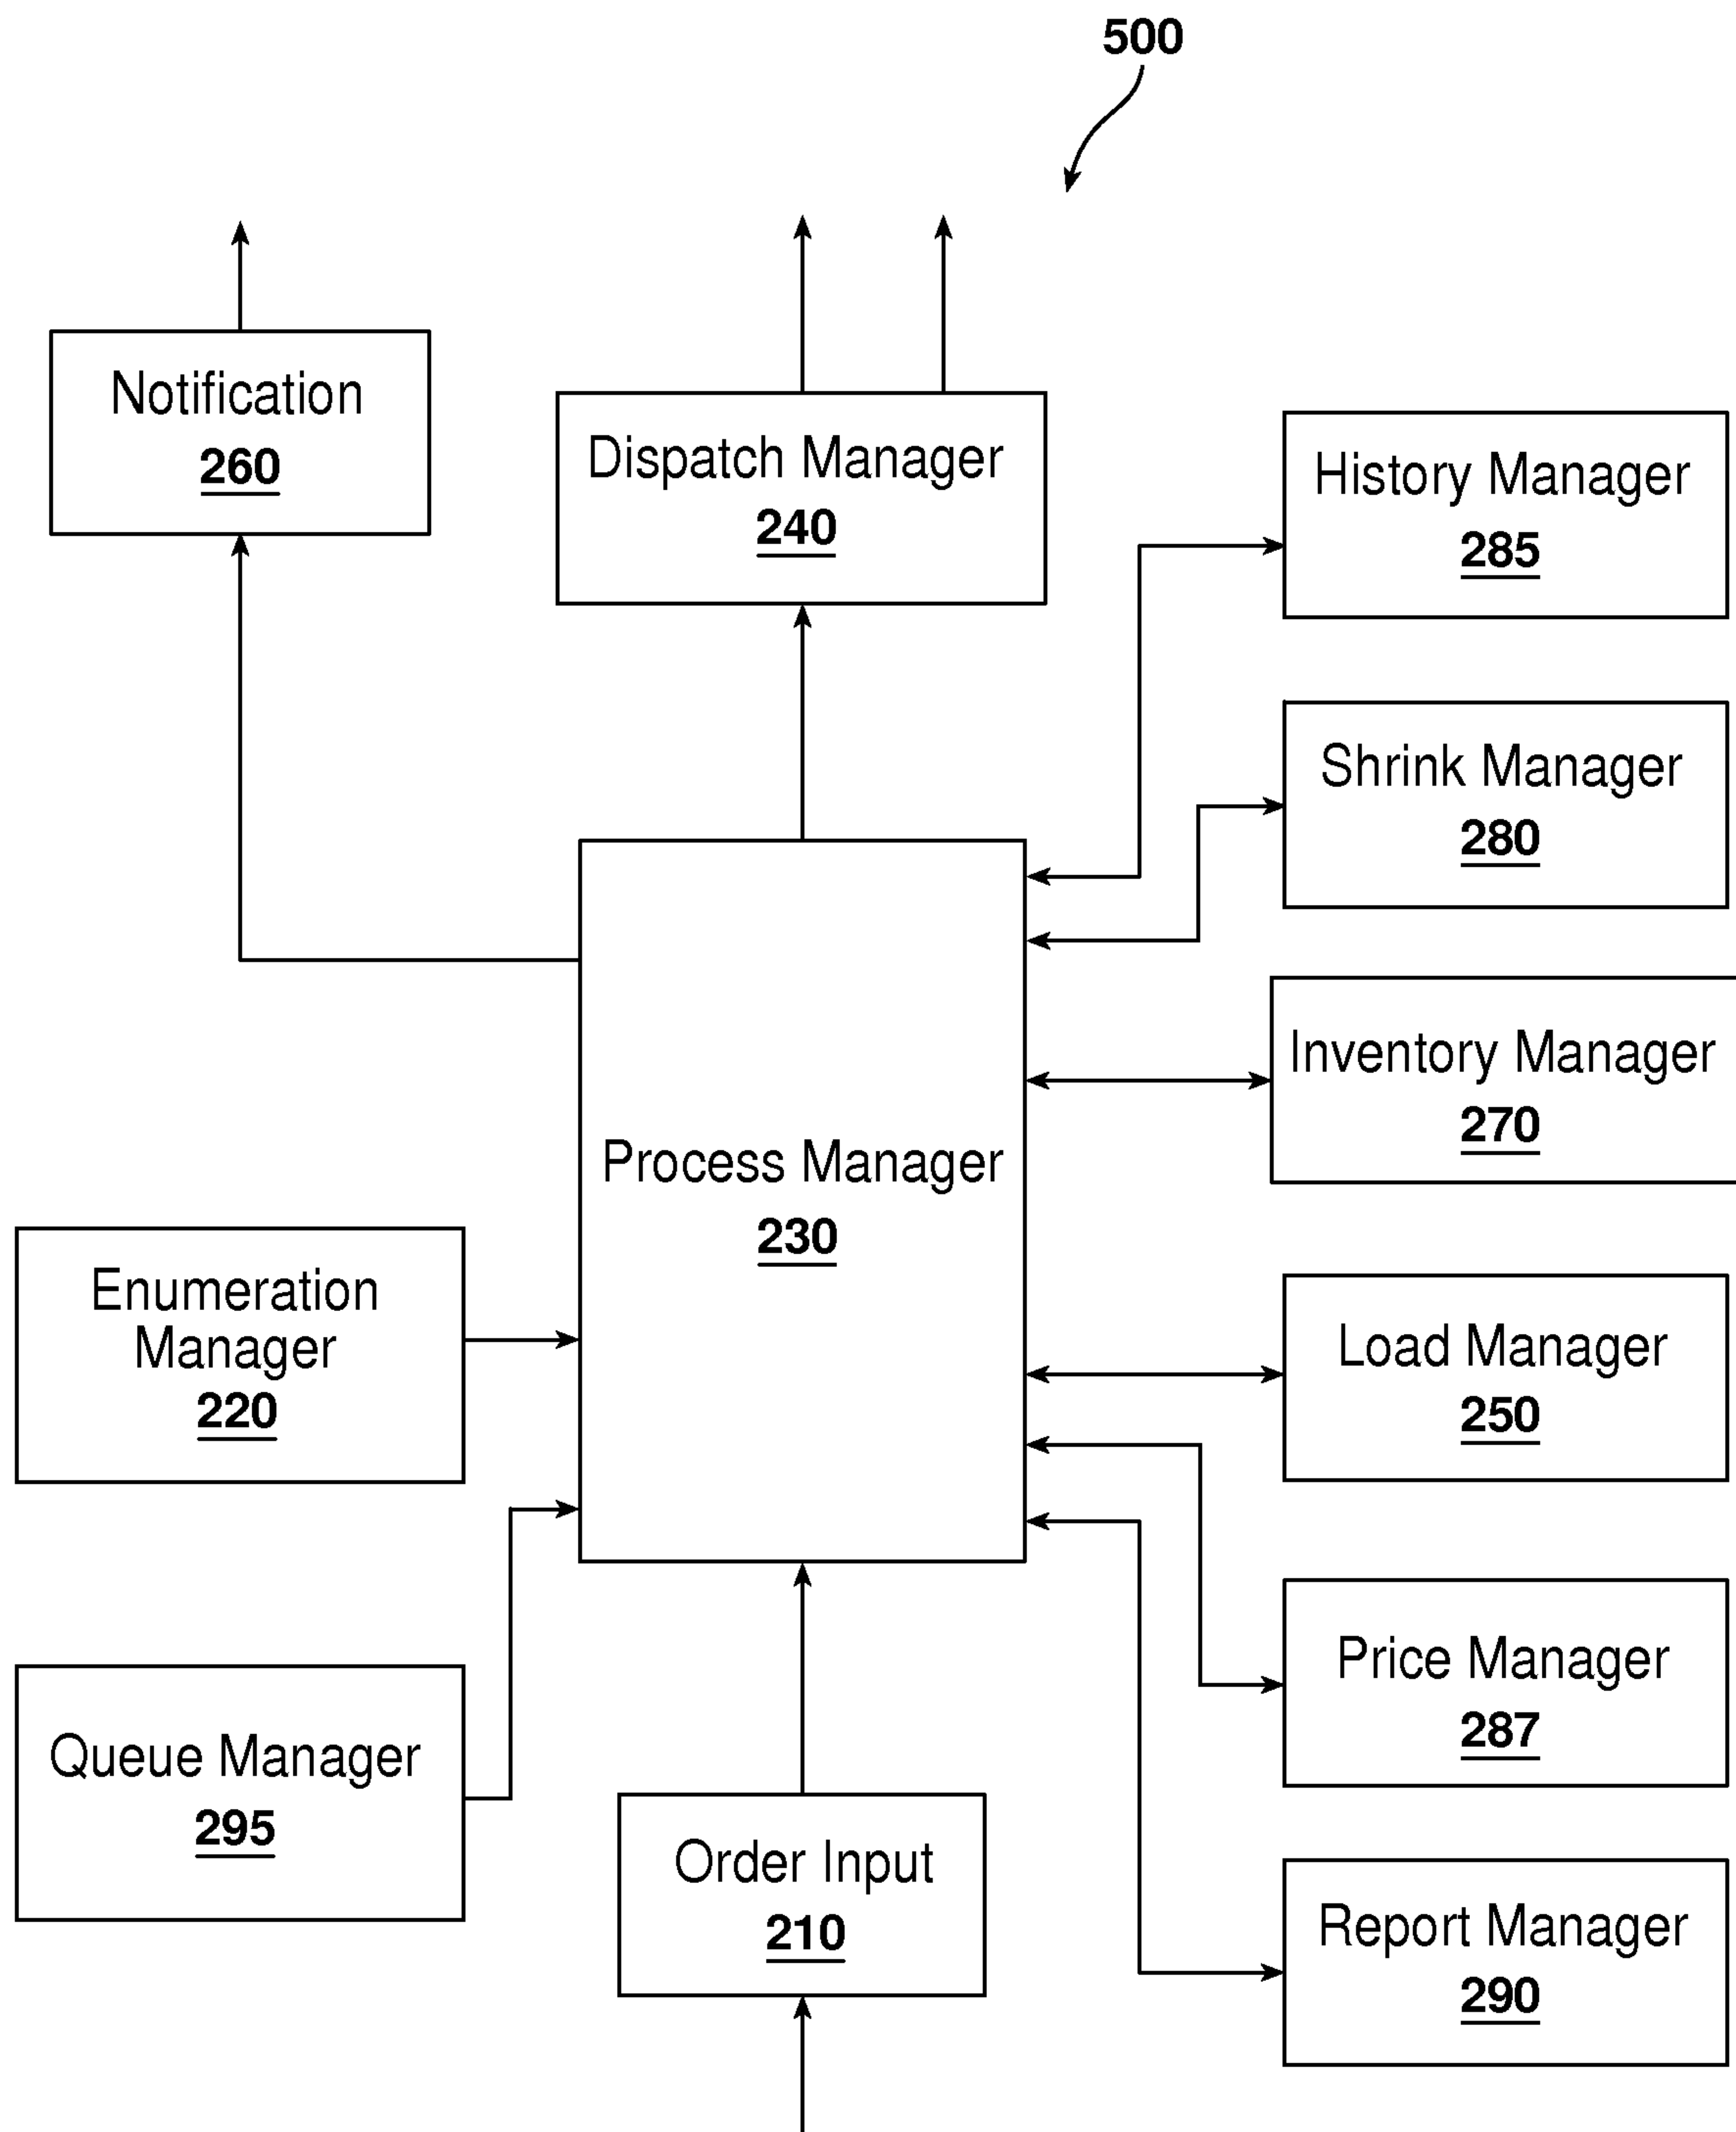 500
Notification
260
Dispatch Manager
240
History Manager
285
Shrink Manager
280
Inventory Manager
270
Process Manager
230
Enumeration
Manager
220
Load Manager
250
Queue Manager
295
Price Manager
287
Order Input
210
Report Manager
290